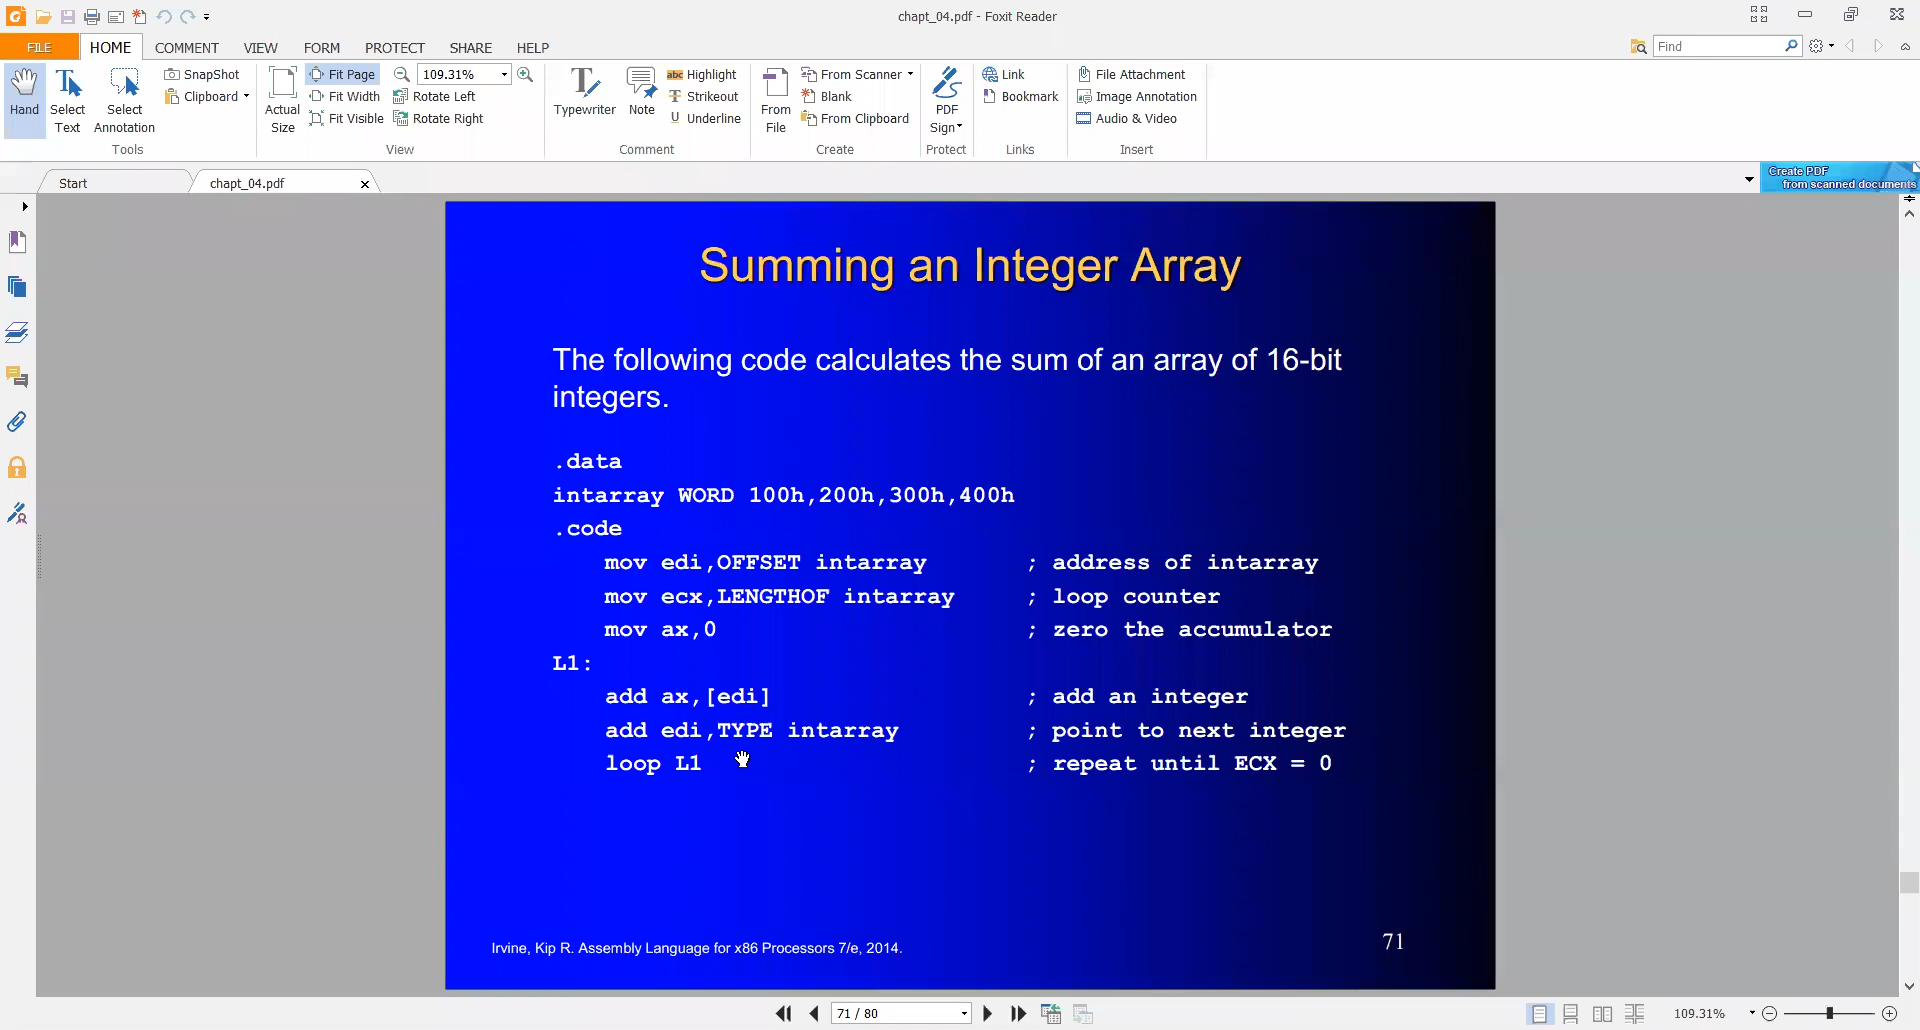 chapt_04.pdf - Foxit Reader
FILE HOME COMMENT VIEW FORM PROTECT SHARE HELP Find
Hand
Select Text
Select Annotation
SnapShot
Clipboard
Tools
Actual Size
Fit Page
Fit Width
Fit Visible
109.31%
Rotate Left
Rotate Right
View
Typewriter
Note
abc Highlight
T Strikeout
U Underline
Comment
From File
From Scanner
Blank
From Clipboard
Create
PDF Sign
Protect
Link
Bookmark
Links
File Attachment
Image Annotation
Audio & Video
Insert
Start chapt_04.pdf
Create PDF
from scanned documents
Summing an Integer Array
The following code calculates the sum of an array of 16-bit
integers.
.data
intarray WORD 100h,200h,300h,400h
.code
mov edi,OFFSET intarray ; address of intarray
mov ecx,LENGTHOF intarray ; loop counter
mov ax,0 ; zero the accumulator
L1:
add ax,[edi] ; add an integer
add edi,TYPE intarray ; point to next integer
loop L1 ; repeat until ECX = 0
Irvine, Kip R. Assembly Language for x86 Processors 7/e, 2014. 71
71 / 80 109.31%